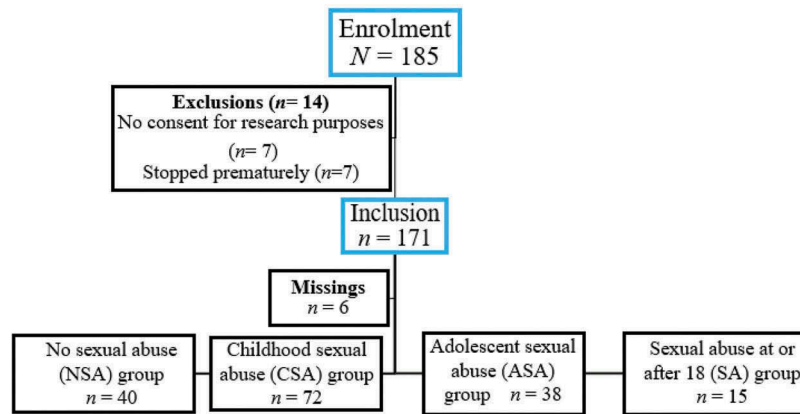 Enrolment
N = 185
Exclusions (n= 14)
No consent for research purposes
(n= 7)
Stopped prematurely (n=7)
Inclusion
n = 171
Missings
n = 6
No sexual abuse
(NSA) group
n = 40
Childhood sexual
abuse (CSA) group
n = 72
Adolescent sexual
abuse (ASA)
group n = 38
Sexual abuse at or
after 18 (SA) group
n = 15